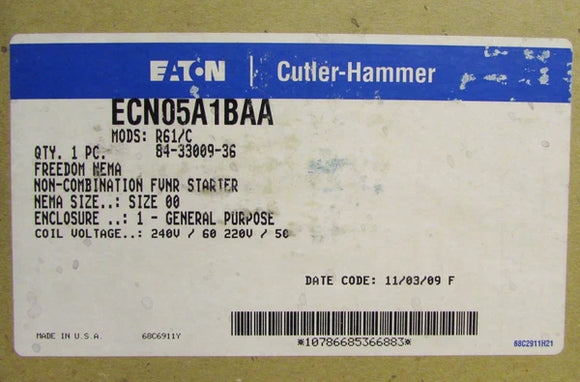 EATON | Cutler-Hammer
ECN05A1BAA
MODS: R61/C
QTY. 1 PC. 84-33009-36
FREEDOM NEMA
NON-COMBINATION FVNR STARTER
NEMA SIZE..: SIZE 00
ENCLOSURE ..: 1 - GENERAL PURPOSE
COIL VOLTAGE..: 240V / 60 220V / 50
DATE CODE: 11/03/09 F
MADE IN U.S.A. 68C6911Y
*10786685366883*
68C2911H21